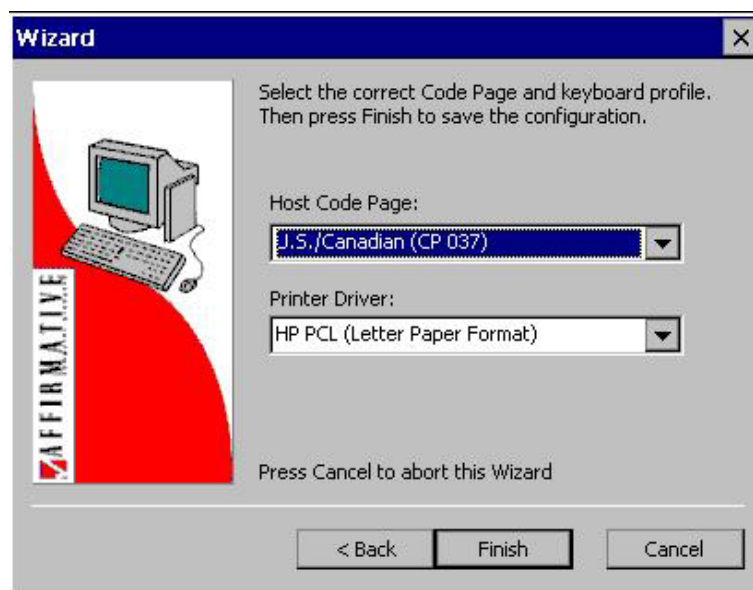 Wizard
Select the correct Code Page and keyboard profile.
Then press Finish to save the configuration.
Host Code Page:
J.S./Canadian (CP 037)
Printer Driver:
HP PCL (Letter Paper Format)
AFFIRMATIVE
Press Cancel to abort this Wizard
< Back
Finish
Cancel